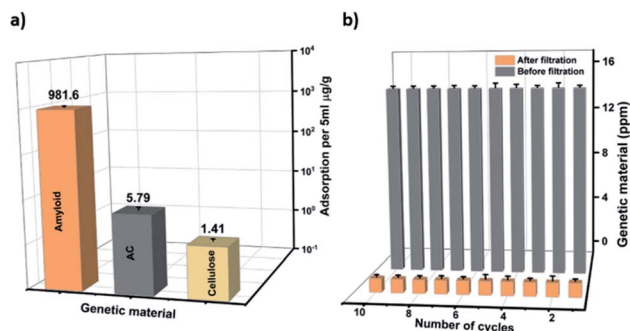 a)
981.6
Amyloid
5.79
AC
1.41
Cellulose
10⁴
10³
10²
10¹
10⁰
10⁻¹
Adsorption per 5ml µg/g
Genetic material
b)
After filtration
Before filtration
16
12
8
4
0
Genetic material (ppm)
10
8
6
4
2
Number of cycles